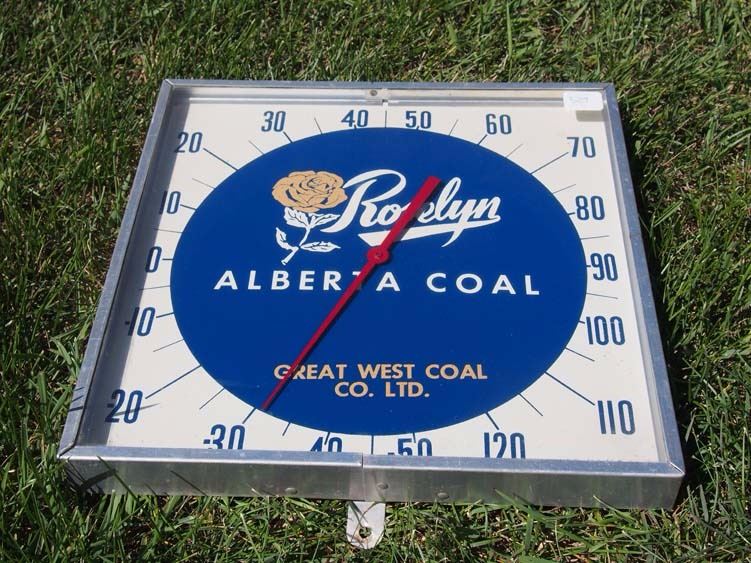 30 40 50 60
20 70
10 80
Roselyn
0 90
ALBERTA COAL
-10 100
GREAT WEST COAL
CO. LTD.
-20 110
-30 -40 -50 120